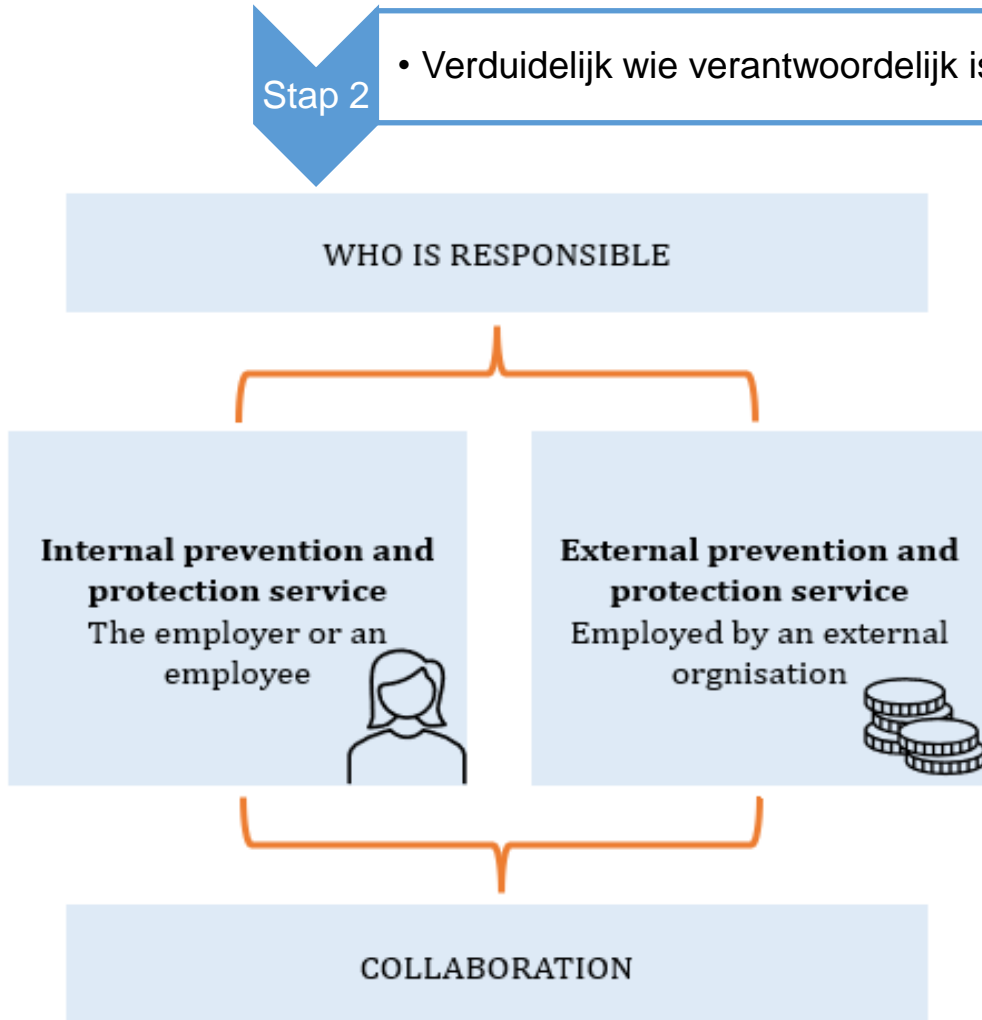 Stap 2
• Verduidelijk wie verantwoordelijk is
WHO IS RESPONSIBLE
Internal prevention and
protection service
The employer or an
employee
External prevention and
protection service
Employed by an external
orgnisation
COLLABORATION